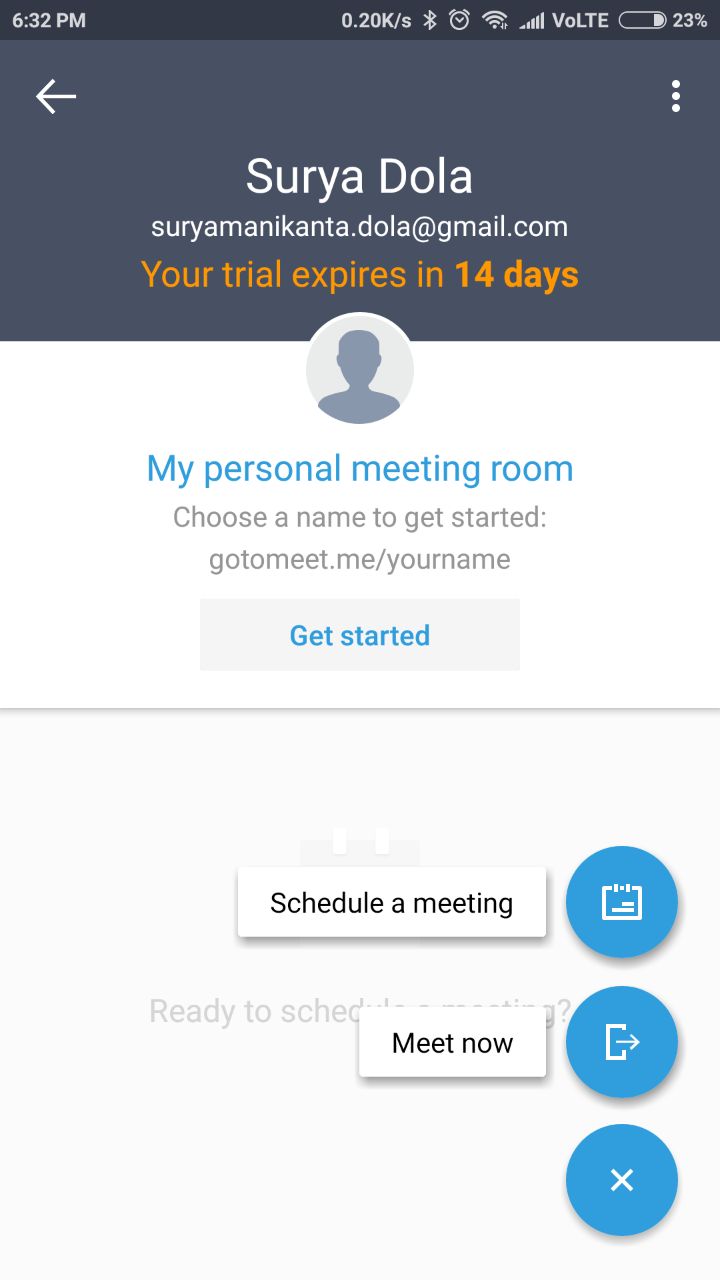 6:32 PM 0.20K/s VoLTE 23%
Surya Dola
suryamanikanta.dola@gmail.com
Your trial expires in 14 days
My personal meeting room
Choose a name to get started:
gotomeet.me/yourname
Get started
Schedule a meeting
Ready to schedule a meeting?
Meet now